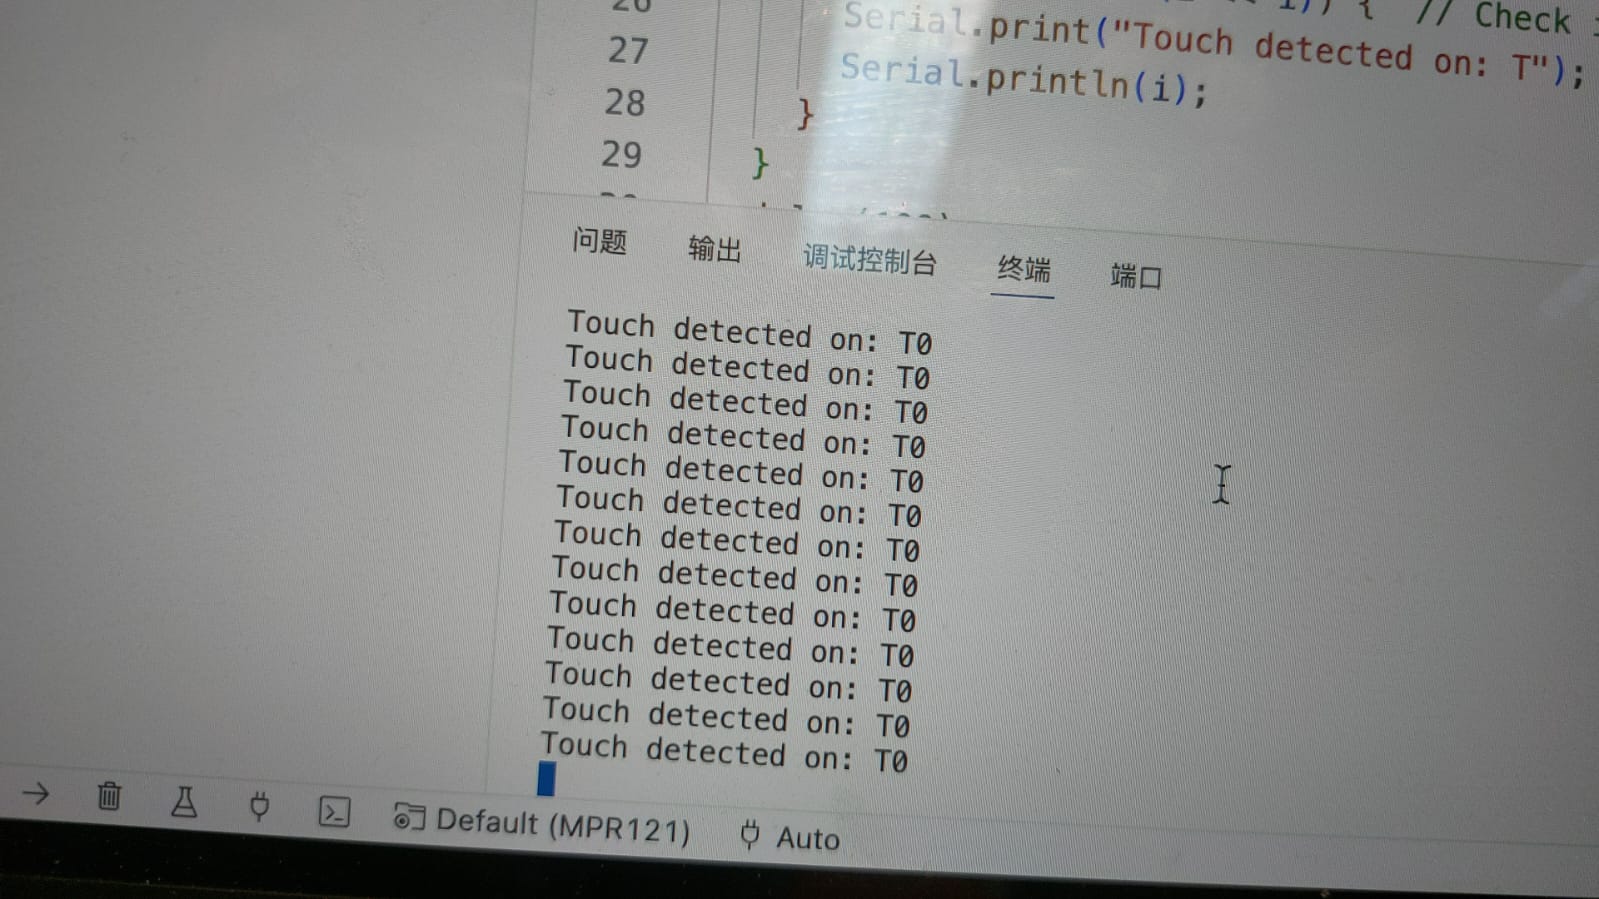 { // Check
Serial.print("Touch detected on: T");
27
Serial.println(i);
28
}
29
}
问题 输出 调试控制台 终端 端口
Touch detected on: T0
Touch detected on: T0
Touch detected on: T0
Touch detected on: T0
Touch detected on: T0
Touch detected on: T0
Touch detected on: T0
Touch detected on: T0
Touch detected on: T0
Touch detected on: T0
Touch detected on: T0
Touch detected on: T0
Touch detected on: T0
Default (MPR121) Auto